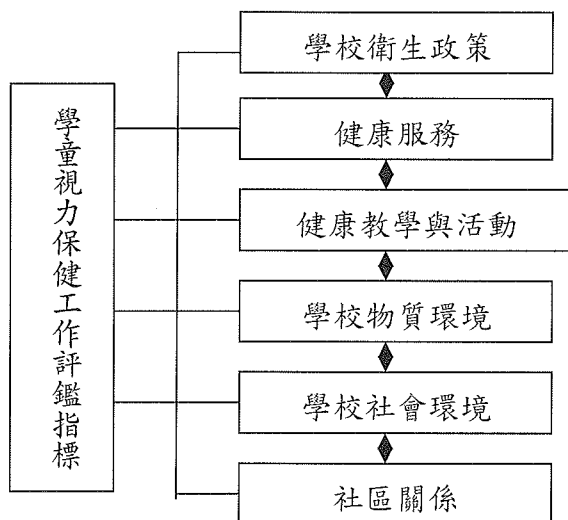 學校衛生政策
健康服務
健康教學與活動
學校物質環境
學校社會環境
社區關係
學童視力保健工作評鑑指標